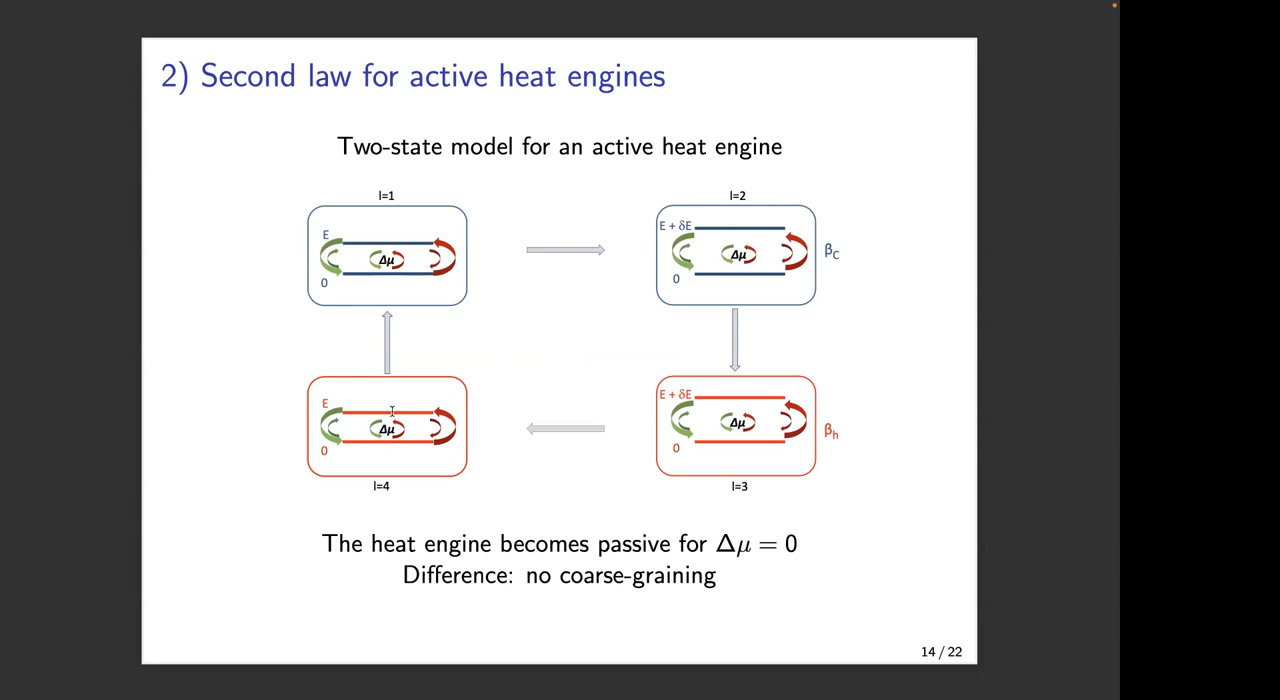 2) Second law for active heat engines
Two-state model for an active heat engine
l=1
l=2
E
Δμ
0
E + δE
Δμ
0
βC
E
Δμ
0
E + δE
Δμ
0
βh
l=4
l=3
The heat engine becomes passive for Δμ = 0
Difference: no coarse-graining
14 / 22